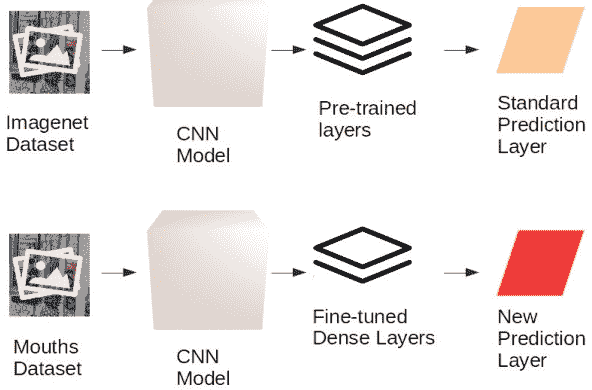 Imagenet
Dataset
CNN
Model
Pre-trained
layers
Standard
Prediction
Layer
Mouths
Dataset
CNN
Model
Fine-tuned
Dense Layers
New
Prediction
Layer